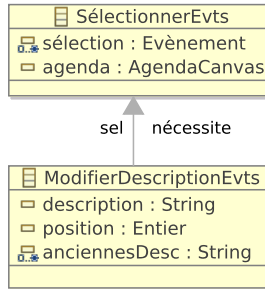 SélectionnerEvts
sélection : Evènement
agenda : AgendaCanvas
sel nécessite
ModifierDescriptionEvts
description : String
position : Entier
anciennesDesc : String